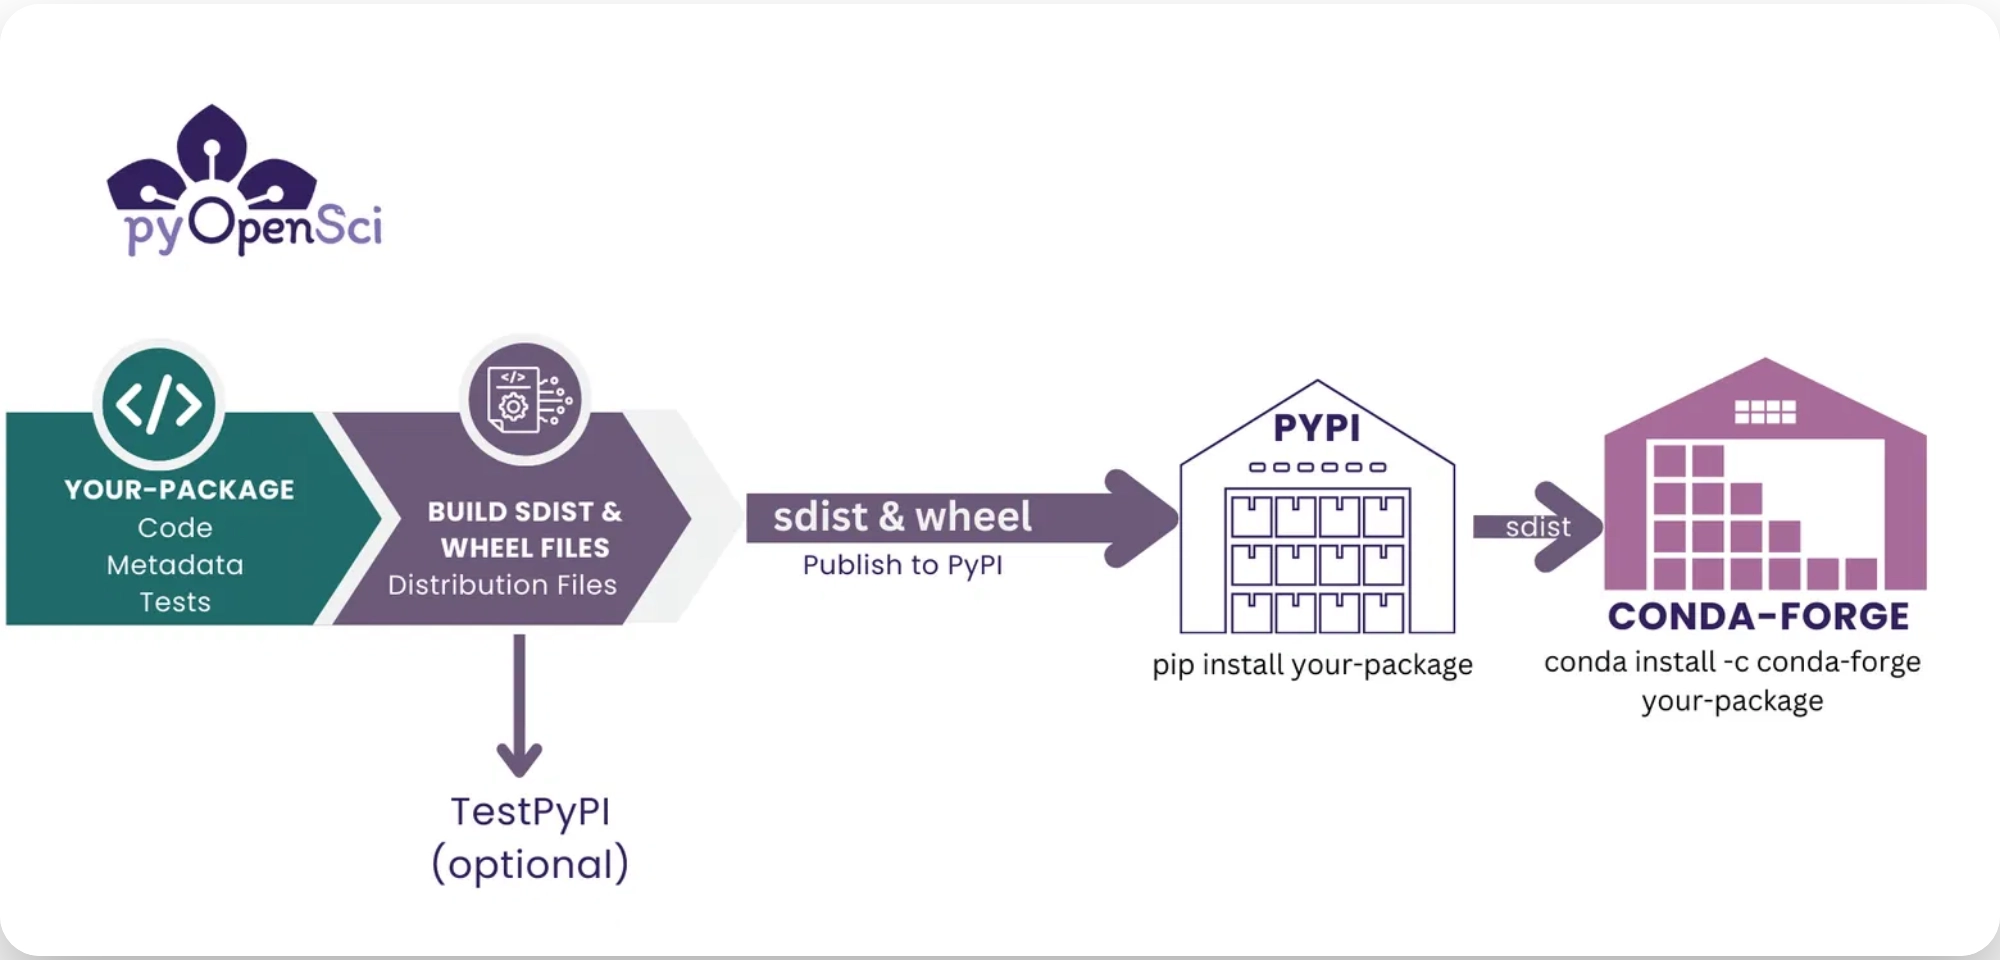 pyOpenSci
</>
YOUR-PACKAGE
Code
Metadata
Tests
</>
BUILD SDIST &
WHEEL FILES
Distribution Files
TestPyPI
(optional)
sdist & wheel
Publish to PyPI
PYPI
pip install your-package
sdist
CONDA-FORGE
conda install -c conda-forge
your-package